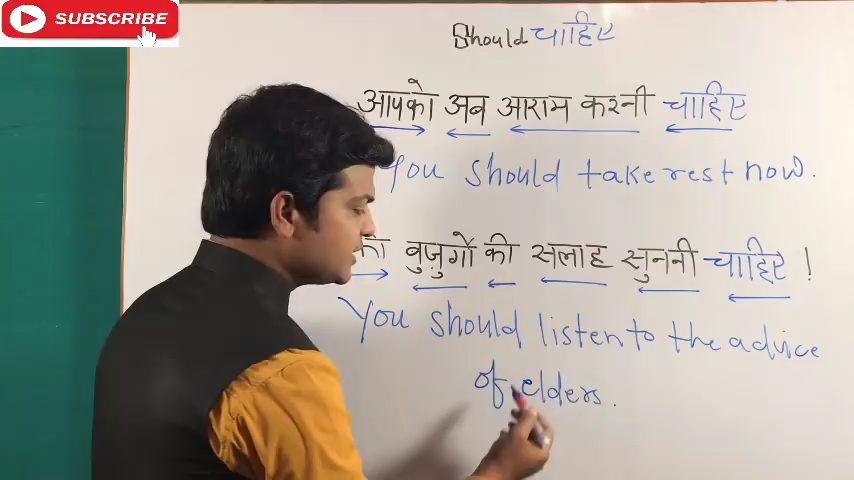 SUBSCRIBE
Should चाहिए
आपको अब आराम करनी चाहिए
You should take rest now.
को बुज़ुर्गों की सलाह सुननी चाहिए !
You should listen to the advice
of elders.